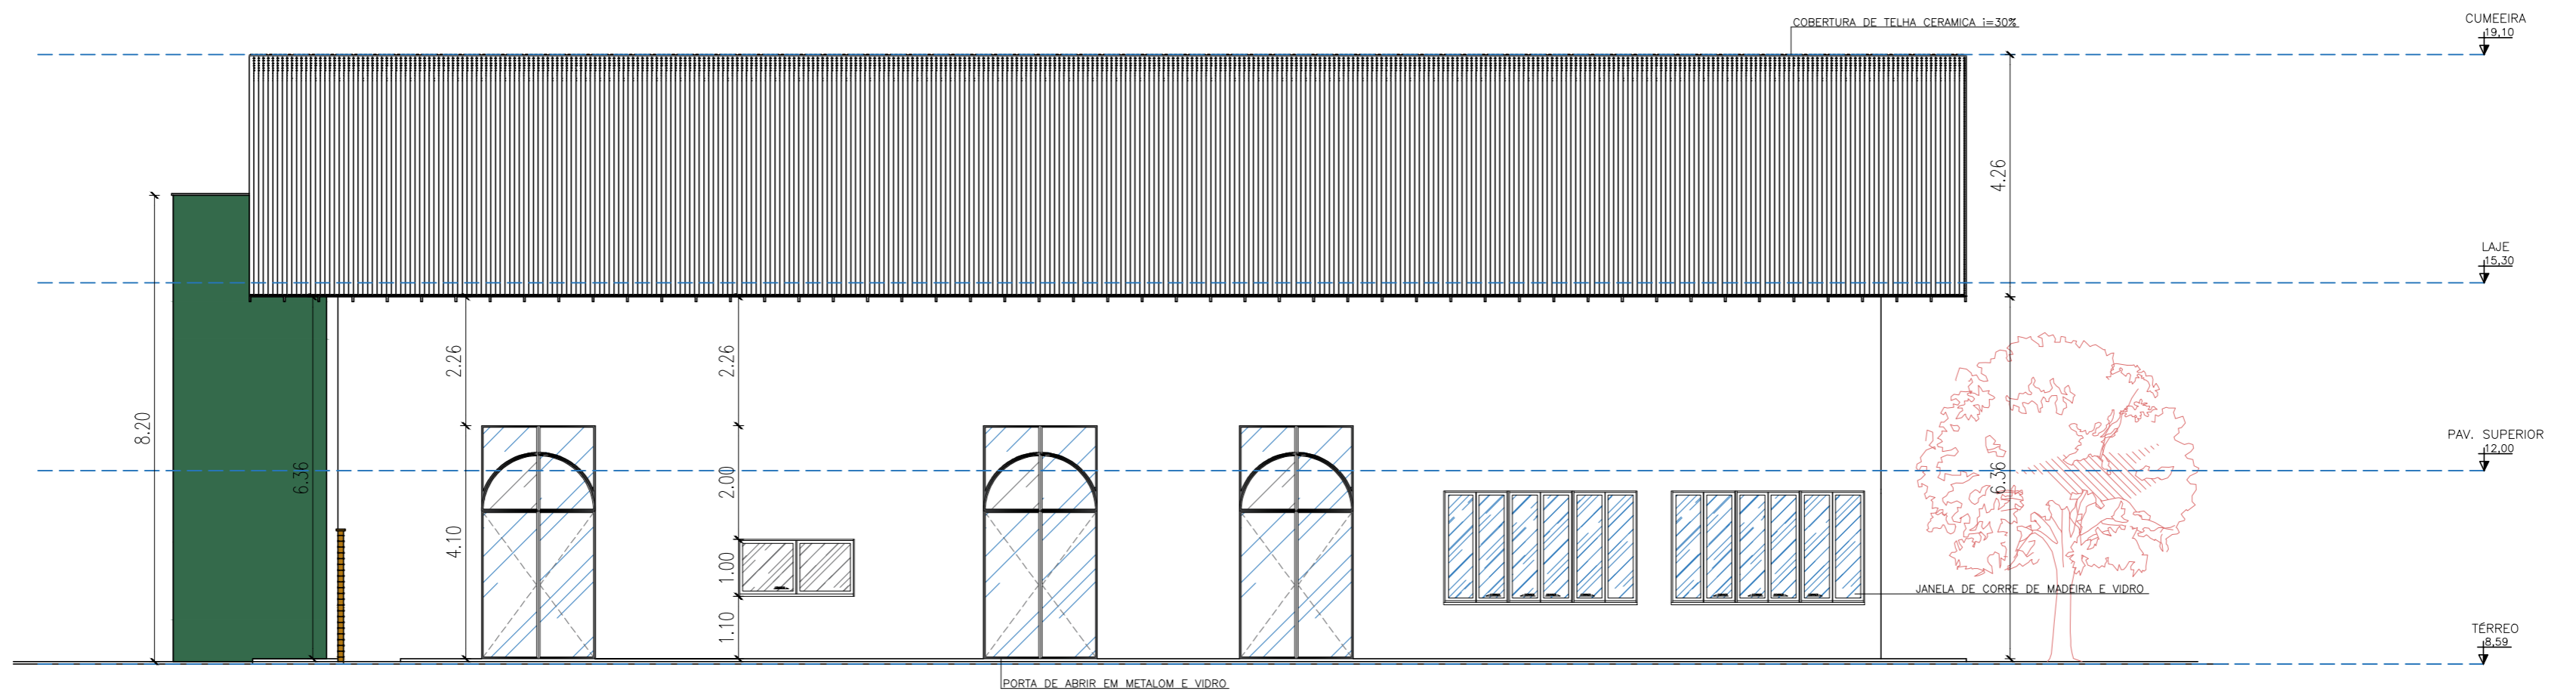 COBERTURA DE TELHA CERAMICA i=30%
CUMEEIRA
19,10
4.26
LAJE
15,30
2.26
2.26
8.20
PAV. SUPERIOR
12,00
6.36
2.00
6.36
4.10
1.00
JANELA DE CORRE DE MADEIRA E VIDRO
1.10
TÉRREO
8,59
PORTA DE ABRIR EM METALOM E VIDRO